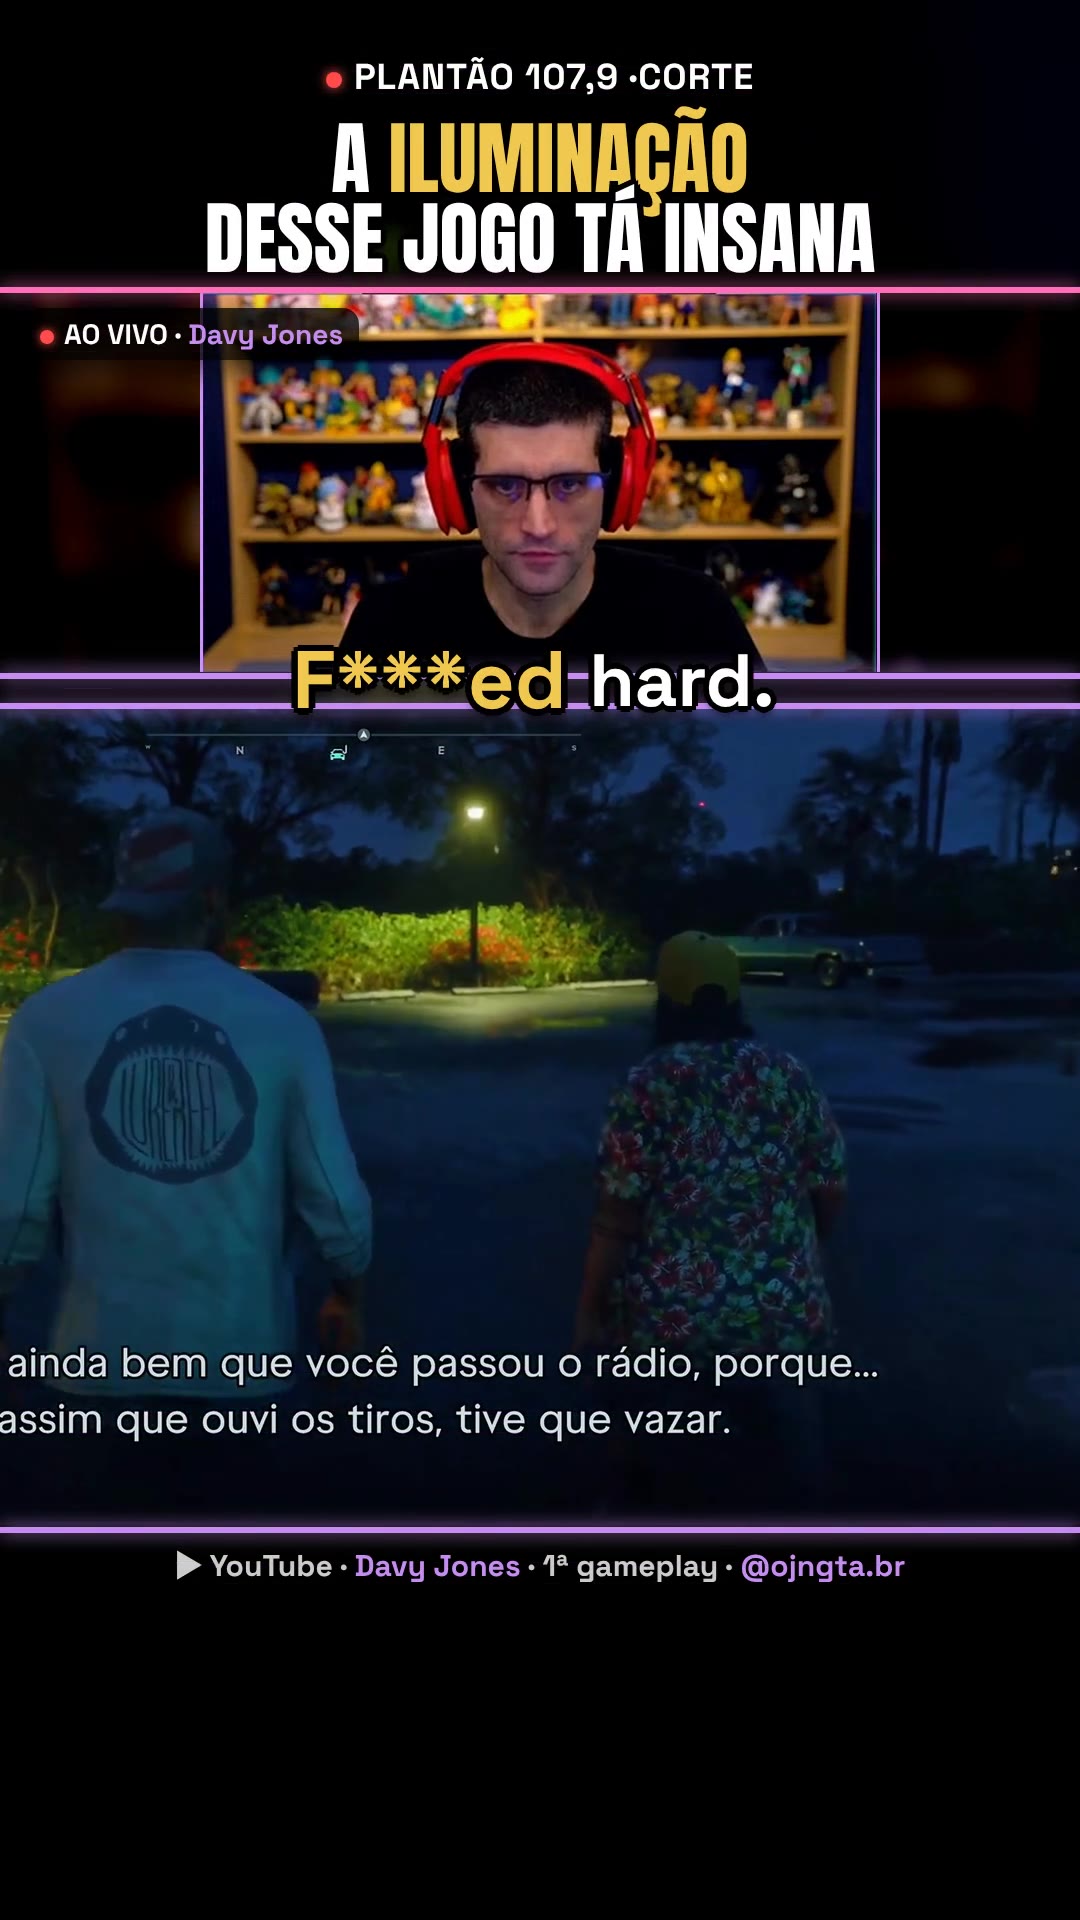 PLANTÃO 107,9 ·CORTE
A ILUMINAÇÃO
DESSE JOGO TÁ INSANA
AO VIVO · Davy Jones
F***ed hard.
W N E S
ainda bem que você passou o rádio, porque...
assim que ouvi os tiros, tive que vazar.
▶ YouTube · Davy Jones · 1ª gameplay · @ojngta.br